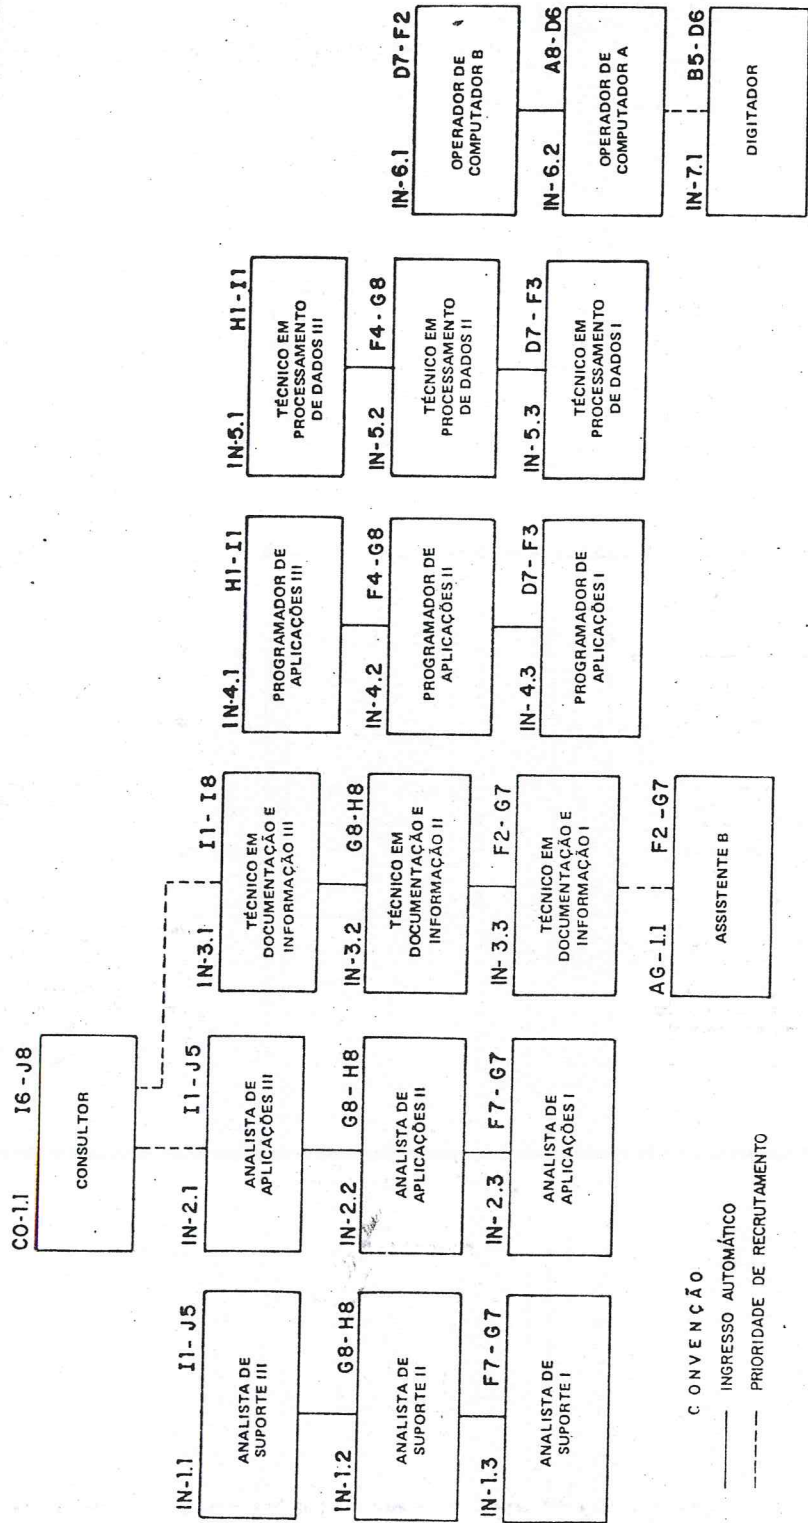 CO-1.1 I6-J8
CONSULTOR
IN-1.1 I1-J5
ANALISTA DE
SUPORTE III
IN-1.2 G8-H8
ANALISTA DE
SUPORTE II
IN-1.3 F7-G7
ANALISTA DE
SUPORTE I
IN-2.1 I1-J5
ANALISTA DE
APLICAÇÕES III
IN-2.2 G8-H8
ANALISTA DE
APLICAÇÕES II
IN-2.3 F7-G7
ANALISTA DE
APLICAÇÕES I
IN-3.1 I1-I8
TÉCNICO EM
DOCUMENTAÇÃO E
INFORMAÇÃO III
IN-3.2 G8-H8
TÉCNICO EM
DOCUMENTAÇÃO E
INFORMAÇÃO II
IN-3.3 F2-G7
TÉCNICO EM
DOCUMENTAÇÃO E
INFORMAÇÃO I
AG-1.1 F2-G7
ASSISTENTE B
IN-4.1 H1-I1
PROGRAMADOR DE
APLICAÇÕES III
IN-4.2 F4-G8
PROGRAMADOR DE
APLICAÇÕES II
IN-4.3 D7-F3
PROGRAMADOR DE
APLICAÇÕES I
IN-5.1 H1-I1
TÉCNICO EM
PROCESSAMENTO
DE DADOS III
IN-5.2 F4-G8
TÉCNICO EM
PROCESSAMENTO
DE DADOS II
IN-5.3 D7-F3
TÉCNICO EM
PROCESSAMENTO
DE DADOS I
IN-6.1 D7-F2
OPERADOR DE
COMPUTADOR B
IN-6.2 A8-D6
OPERADOR DE
COMPUTADOR A
IN-7.1 B5-D6
DIGITADOR
CONVENÇÃO
INGRESSO AUTOMÁTICO
PRIORIDADE DE RECRUTAMENTO